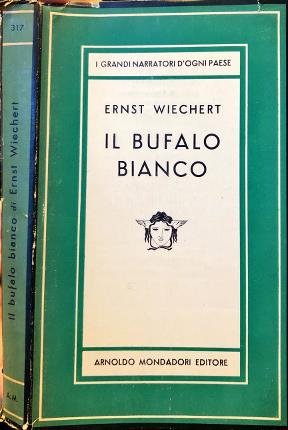 317
Il bufalo bianco di Ernst Wiechert
A.M.
I GRANDI NARRATORI D'OGNI PAESE
ERNST WIECHERT
IL BUFALO
BIANCO
ARNOLDO MONDADORI EDITORE